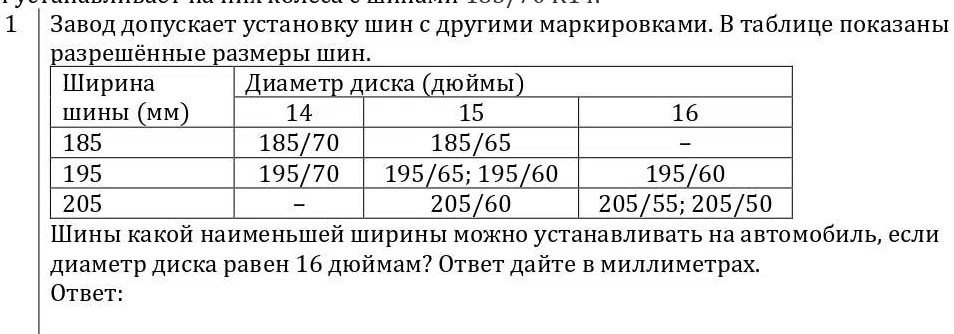 1 Завод допускает установку шин с другими маркировками. В таблице показаны
разрешённые размеры шин.
Ширина шины (мм) Диаметр диска (дюймы)
14 15 16
185 185/70 185/65 –
195 195/70 195/65; 195/60 195/60
205 – 205/60 205/55; 205/50
Шины какой наименьшей ширины можно устанавливать на автомобиль, если
диаметр диска равен 16 дюймам? Ответ дайте в миллиметрах.
Ответ: